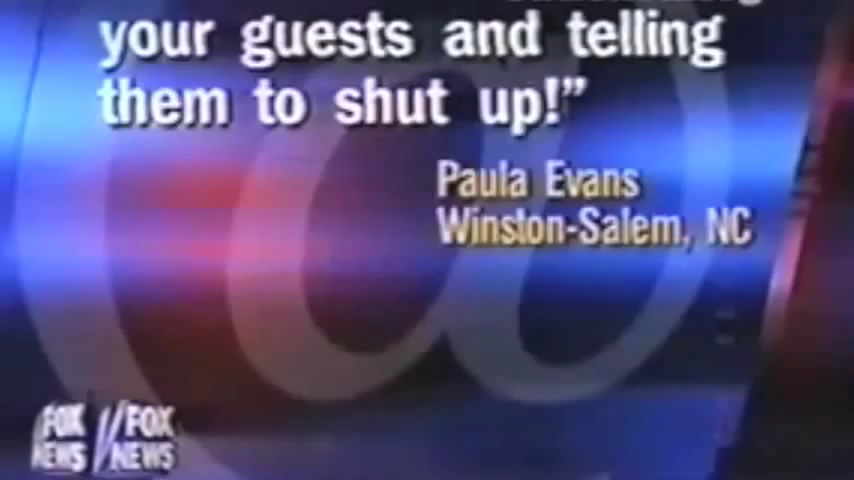 your guests and telling
them to shut up!”
Paula Evans
Winston-Salem, NC
FOX FOX
NEWS NEWS